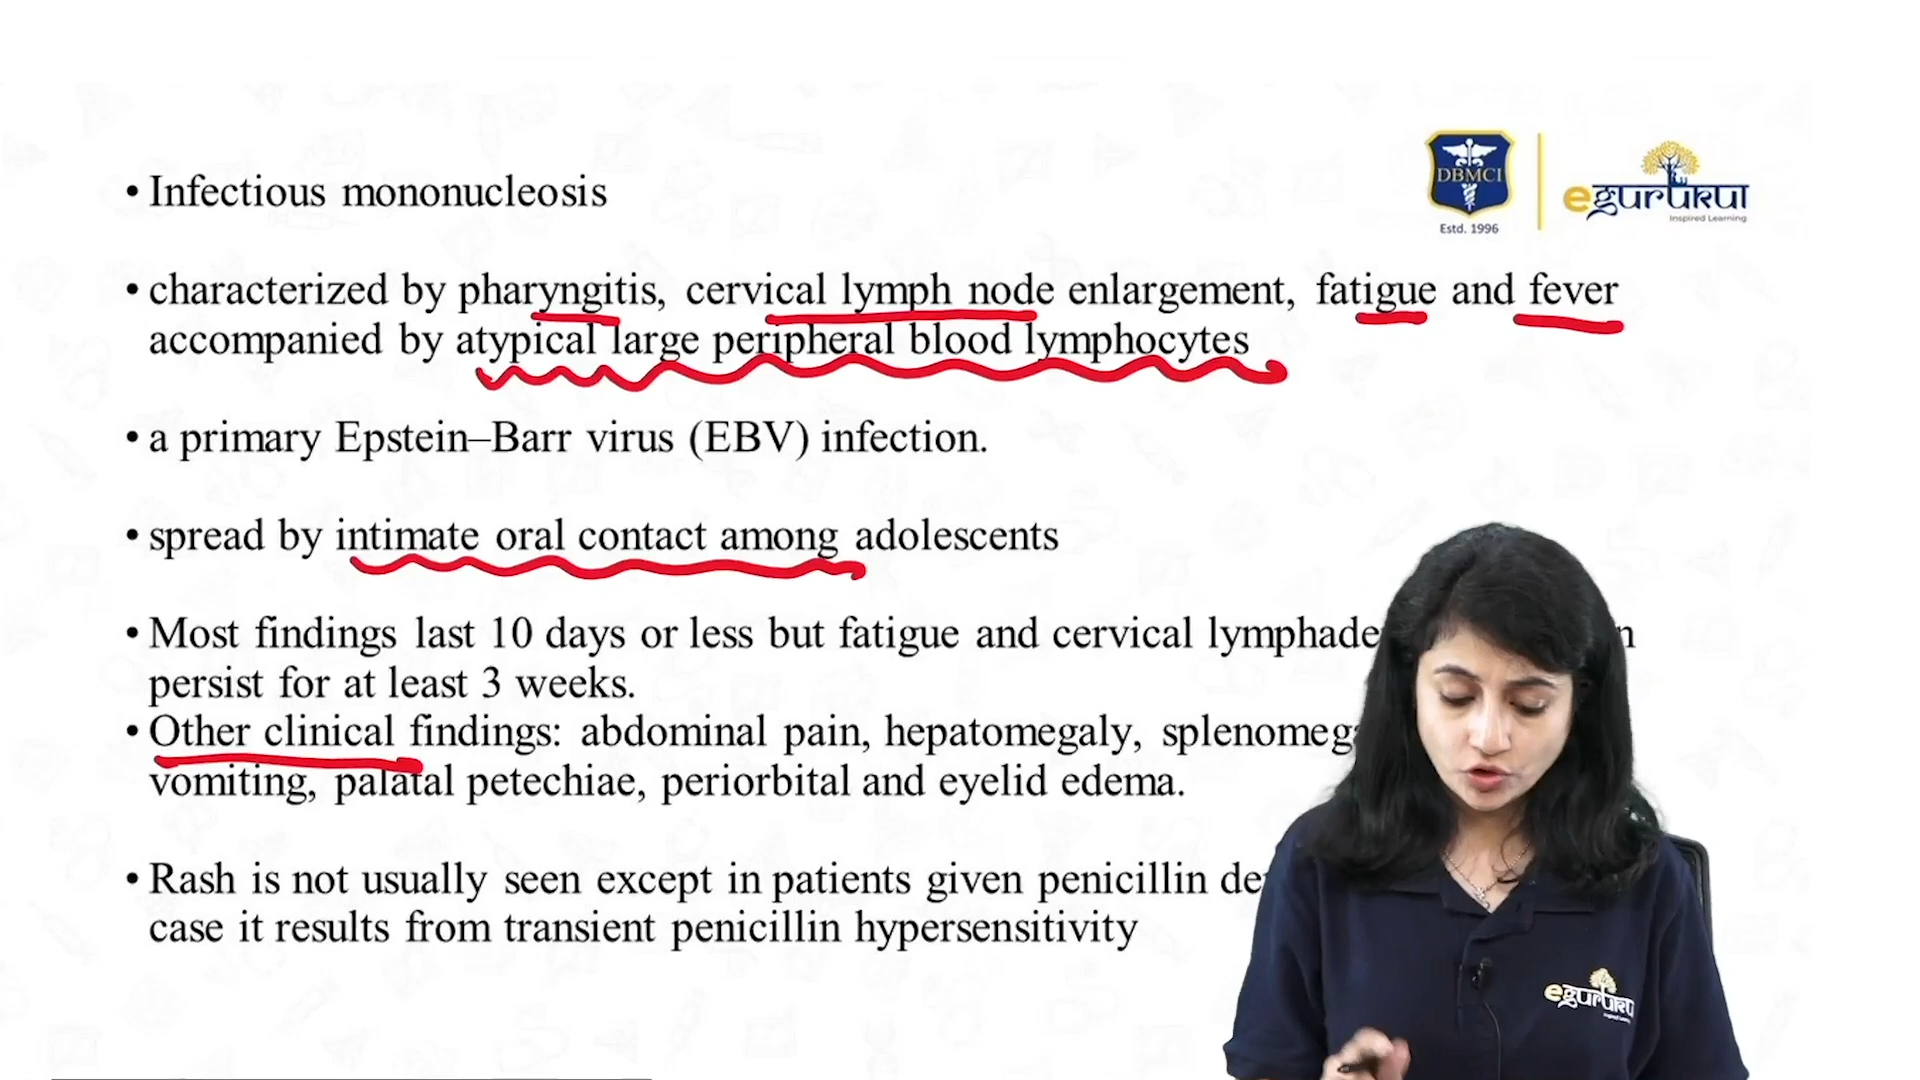 DBMCI
Estd. 1996
egurukul
Inspired Learning
• Infectious mononucleosis
• characterized by pharyngitis, cervical lymph node enlargement, fatigue and fever
accompanied by atypical large peripheral blood lymphocytes
• a primary Epstein–Barr virus (EBV) infection.
• spread by intimate oral contact among adolescents
• Most findings last 10 days or less but fatigue and cervical
persist for at least 3 weeks.
• Other clinical findings: abdominal pain, hepatomegaly,
vomiting, palatal petechiae, periorbital and eyelid edema.
• Rash is not usually seen except in patients given penicillin
case it results from transient penicillin hypersensitivity
egurukul
Inspired Learning